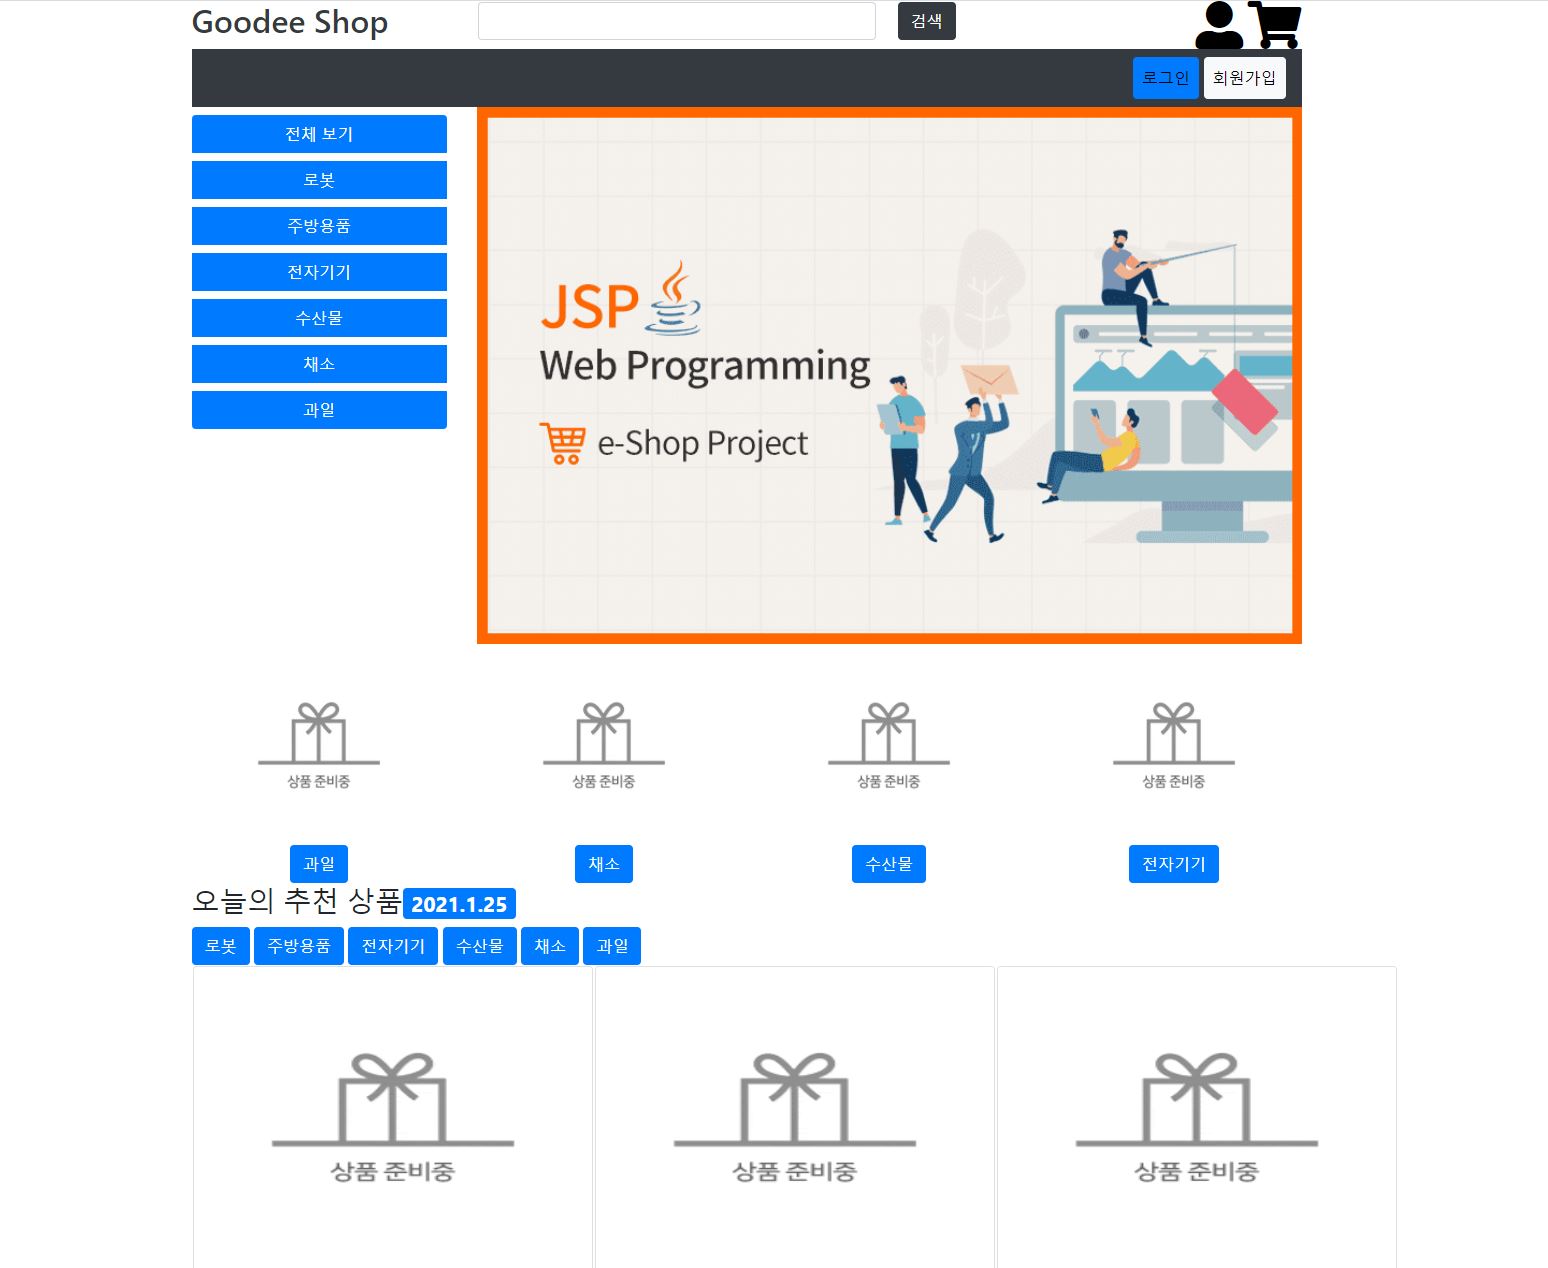 Goodee Shop
검색
로그인 회원가입
전체 보기
로봇
주방용품
전자기기
수산물
채소
과일
JSP
Web Programming
e-Shop Project
상품 준비중 상품 준비중 상품 준비중 상품 준비중
과일 채소 수산물 전자기기
오늘의 추천 상품 2021.1.25
로봇 주방용품 전자기기 수산물 채소 과일
상품 준비중 상품 준비중 상품 준비중